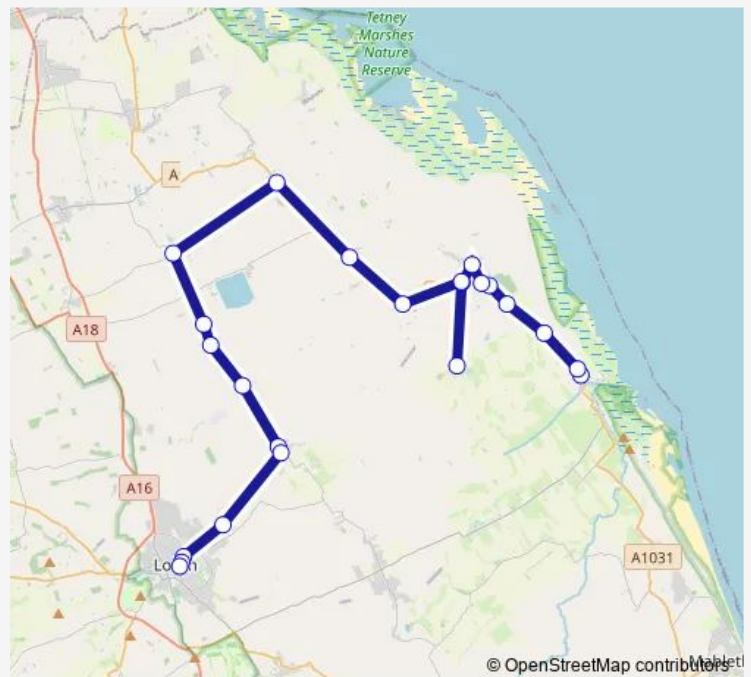 Tetney
Marshes
Nature
Reserve
A
A18
A16
A1031
© OpenStreetMap contributors